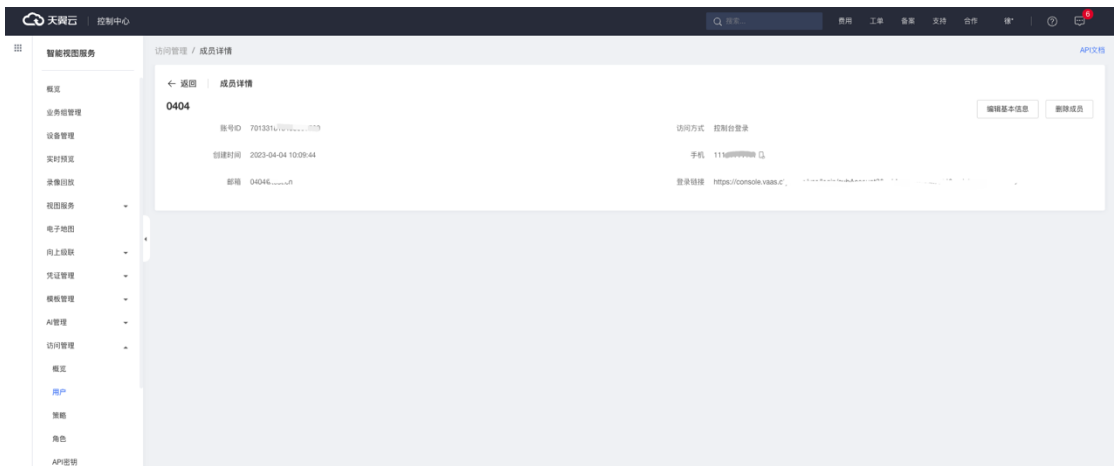 天翼云 控制中心 搜索... 费用 工单 备案 支持 合作 6
智能视图服务
访问管理 / 成员详情 API文档
概览
业务组管理
设备管理
实时预览
录像回放
视图服务
电子地图
向上级联
凭证管理
模板管理
AI管理
访问管理
概览
用户
策略
角色
API密钥
← 返回 成员详情
0404 编辑基本信息 删除成员
账号ID 701331 访问方式 控制台登录
创建时间 2023-04-04 10:09:44 手机 111
邮箱 04046 登录链接 https://console.vaas.c